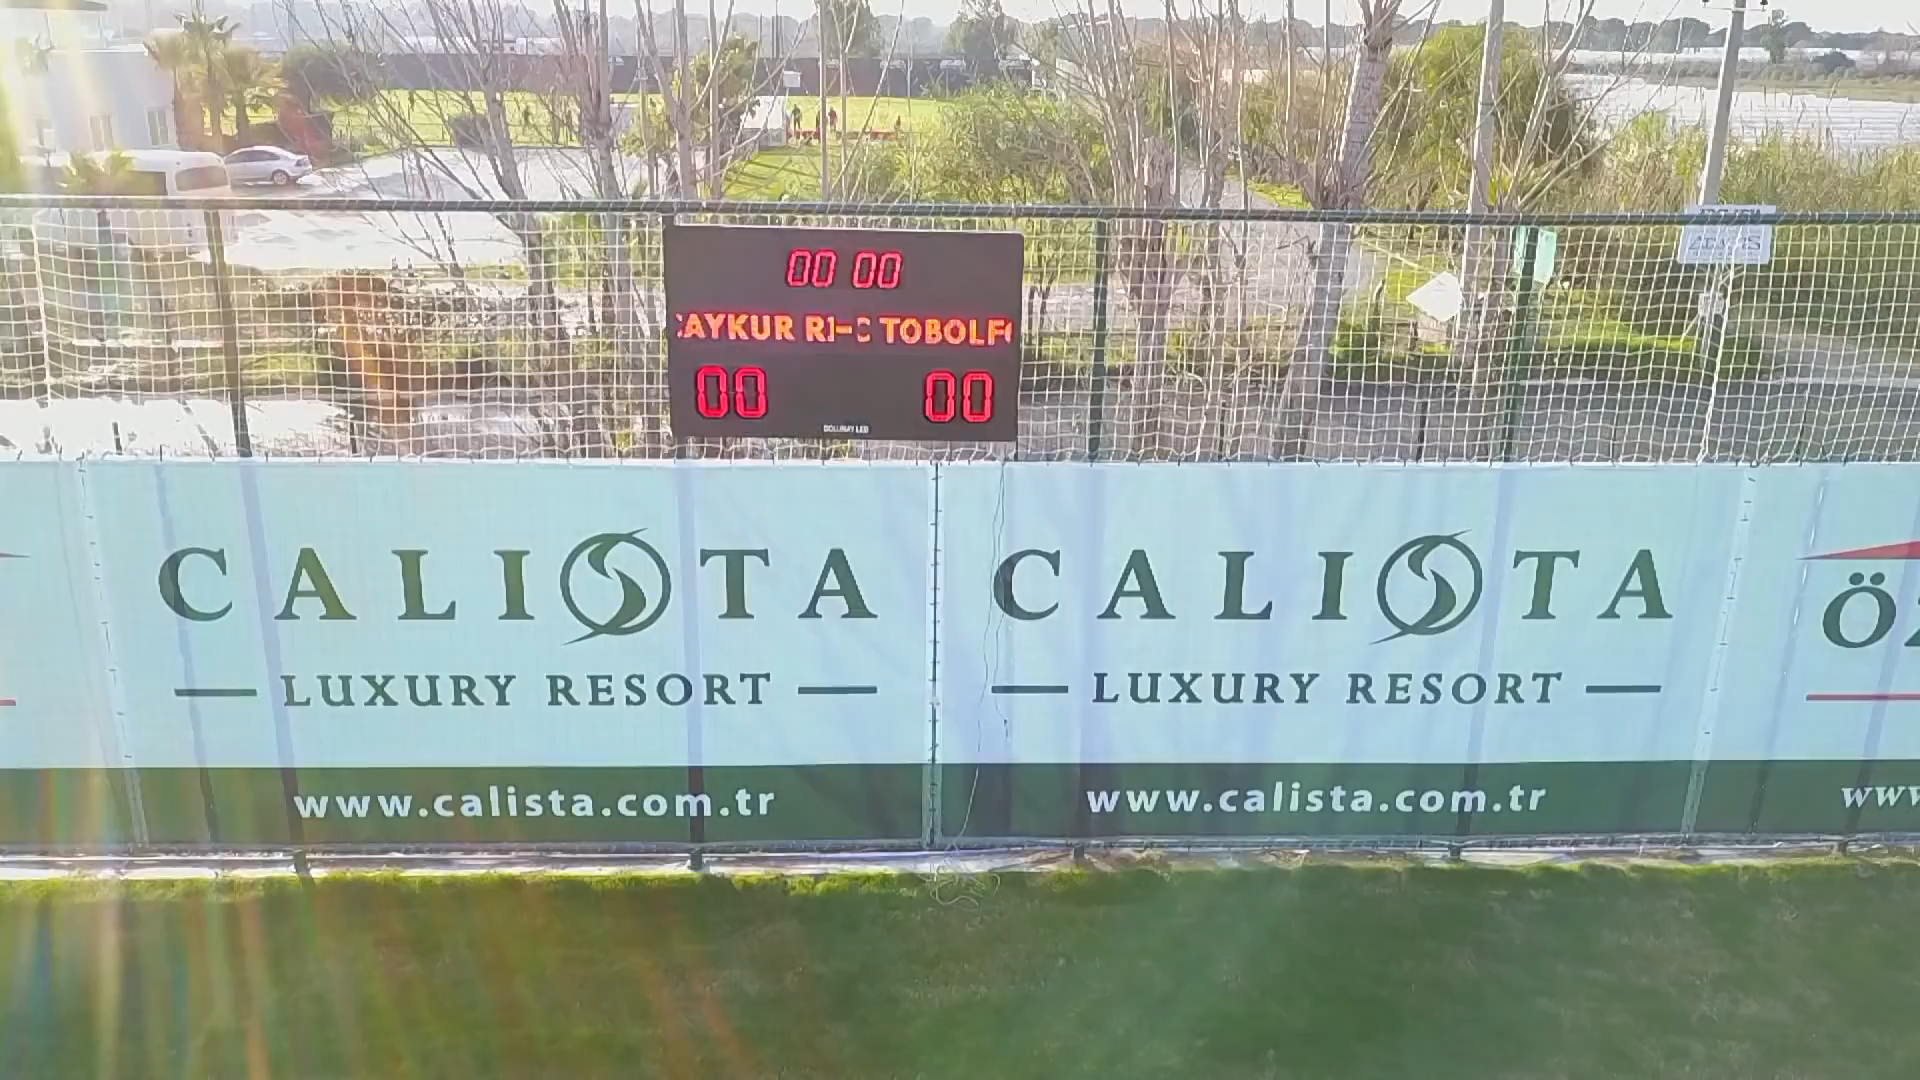 00 00
AYKUR RI-C TOBOLF
00 00
CALISTA CALISTA
LUXURY RESORT LUXURY RESORT
www.calista.com.tr www.calista.com.tr
Ö
www